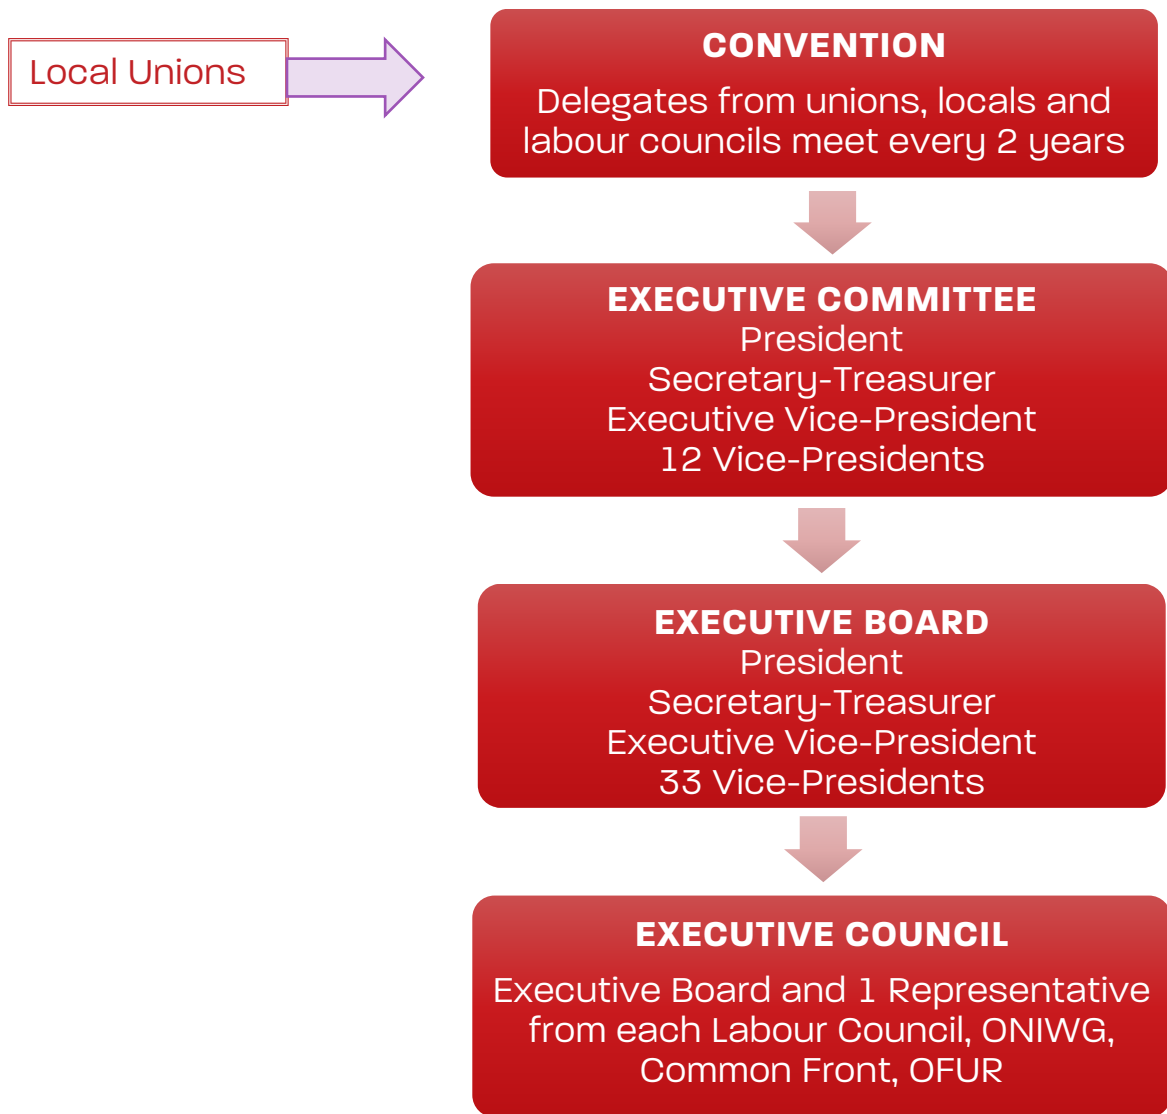 Local Unions
CONVENTION
Delegates from unions, locals and
labour councils meet every 2 years
EXECUTIVE COMMITTEE
President
Secretary-Treasurer
Executive Vice-President
12 Vice-Presidents
EXECUTIVE BOARD
President
Secretary-Treasurer
Executive Vice-President
33 Vice-Presidents
EXECUTIVE COUNCIL
Executive Board and 1 Representative
from each Labour Council, ONIWG,
Common Front, OFUR